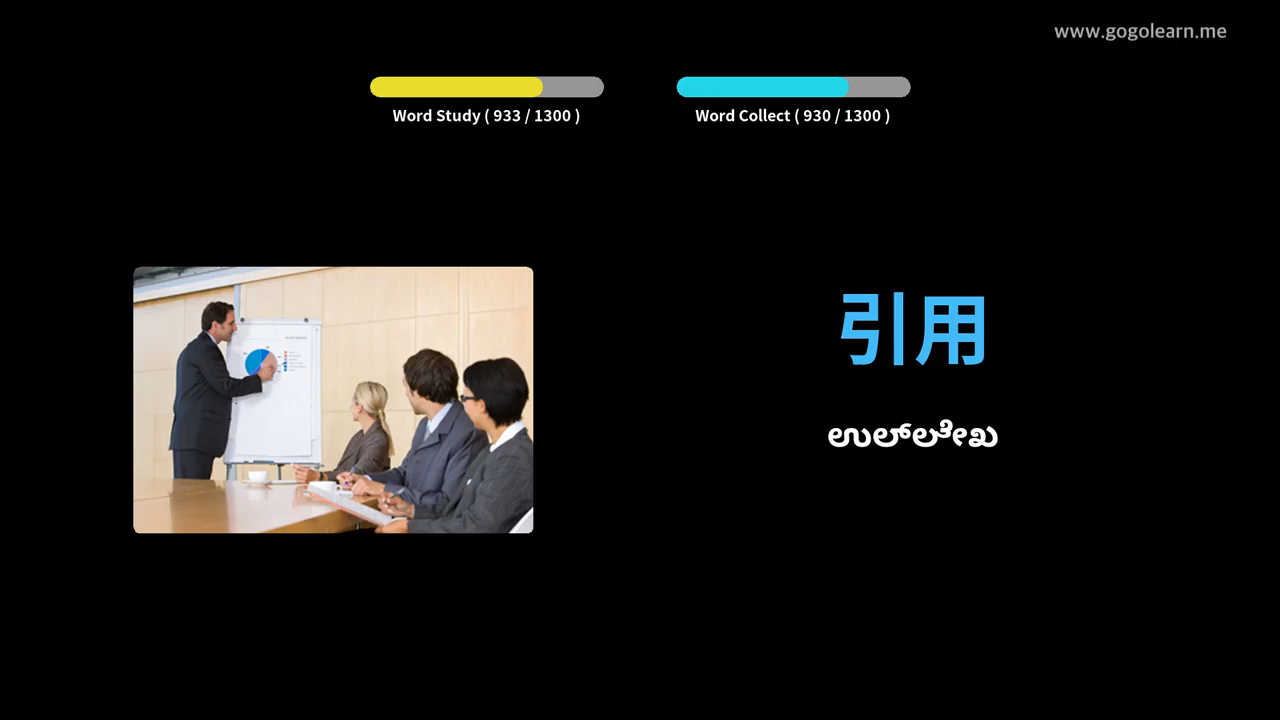 www.gogolearn.me
Word Study ( 933 / 1300 )
Word Collect ( 930 / 1300 )
引用
ಉಲ್‌ಲೇಖ